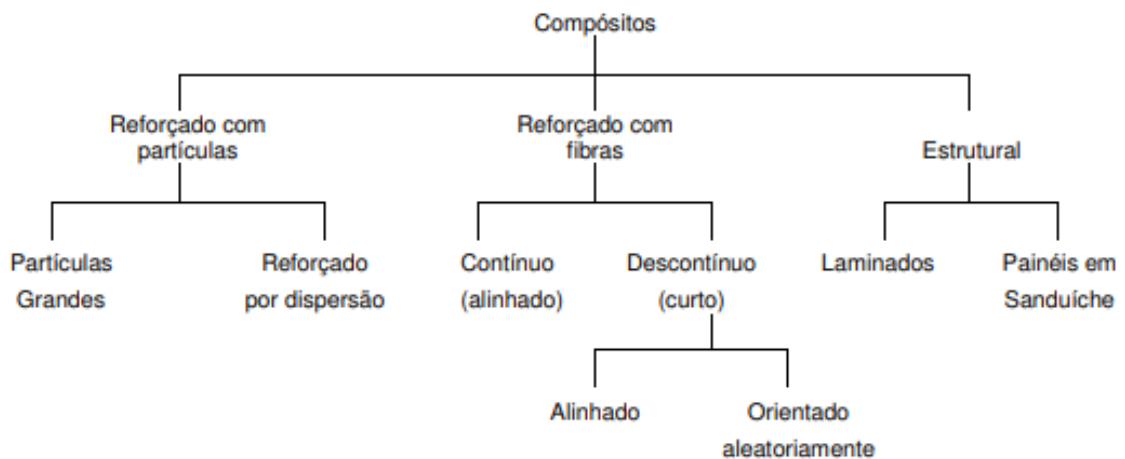 Compósitos
Reforçado com
partículas
Reforçado com
fibras
Estrutural
Partículas
Grandes
Reforçado
por dispersão
Contínuo
(alinhado)
Descontínuo
(curto)
Laminados
Painéis em
Sanduíche
Alinhado
Orientado
aleatoriamente